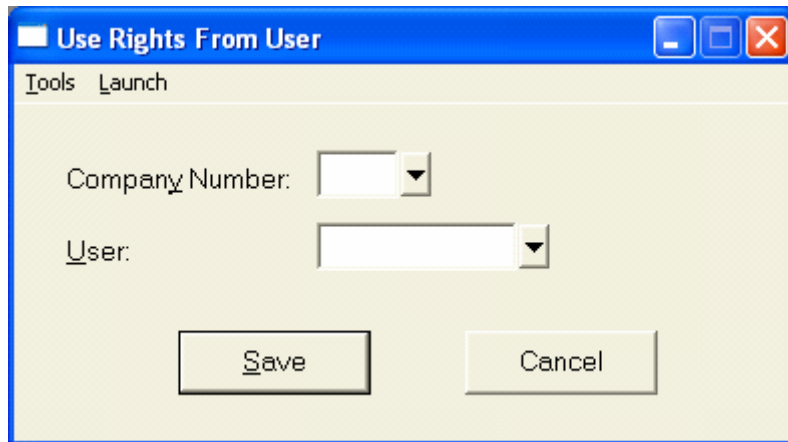 Use Rights From User
Tools Launch
Company Number:
User:
Save Cancel